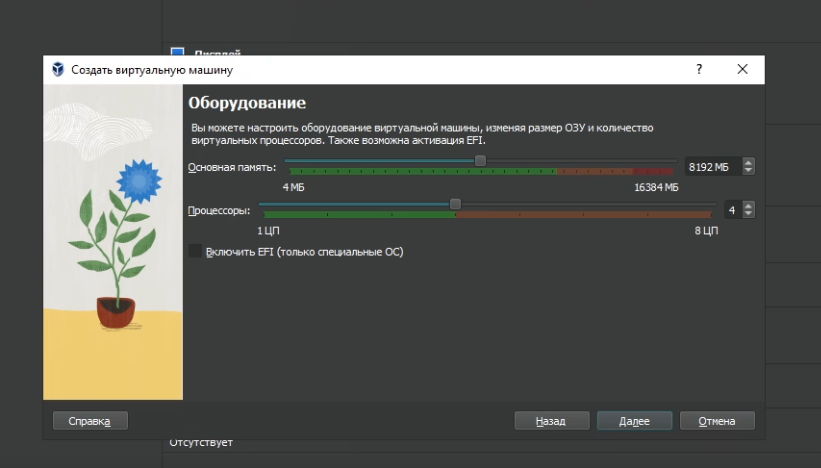 Дисплей
Создать виртуальную машину
?
Оборудование
Вы можете настроить оборудование виртуальной машины, изменяя размер ОЗУ и количество
виртуальных процессоров. Также возможна активация EFI.
Основная память:
8192 МБ
4 МБ
16384 МБ
Процессоры:
4
1 ЦП
8 ЦП
Включить EFI (только специальные ОС)
Справка
Назад
Далее
Отмена
Отсутствует